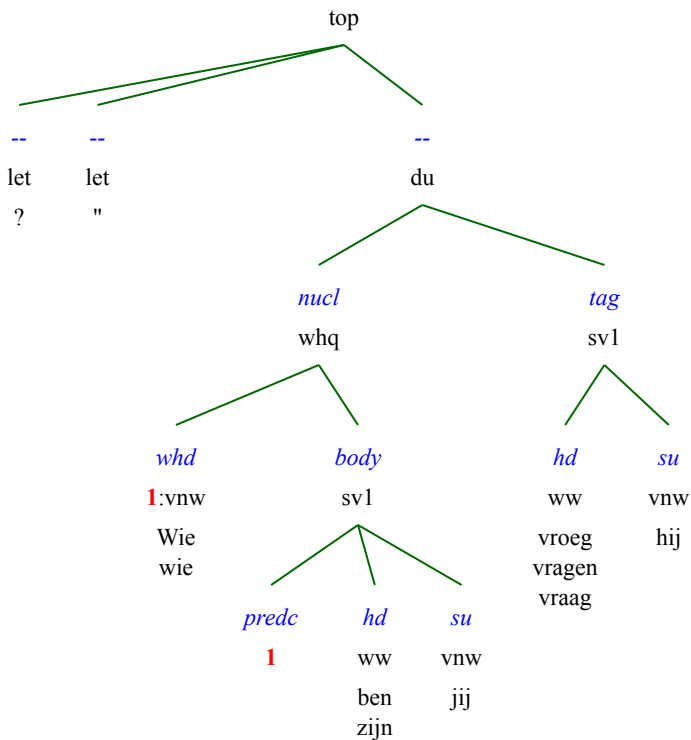 top
-- -- --
let let du
? "
nucl tag
whq sv1
whd body hd su
1:vnw sv1 ww vnw
Wie vroeg hij
wie vragen
vraag
predc hd su
1 ww vnw
ben jij
zijn